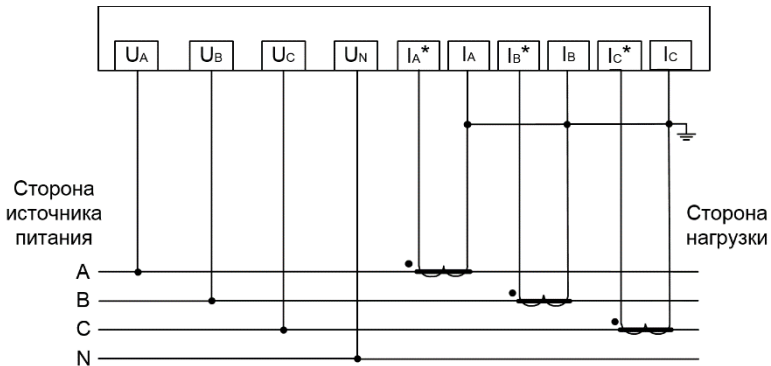 UA UB UC UN IA* IA IB* IB IC* IC
Сторона
источника
питания
Сторона
нагрузки
A
B
C
N